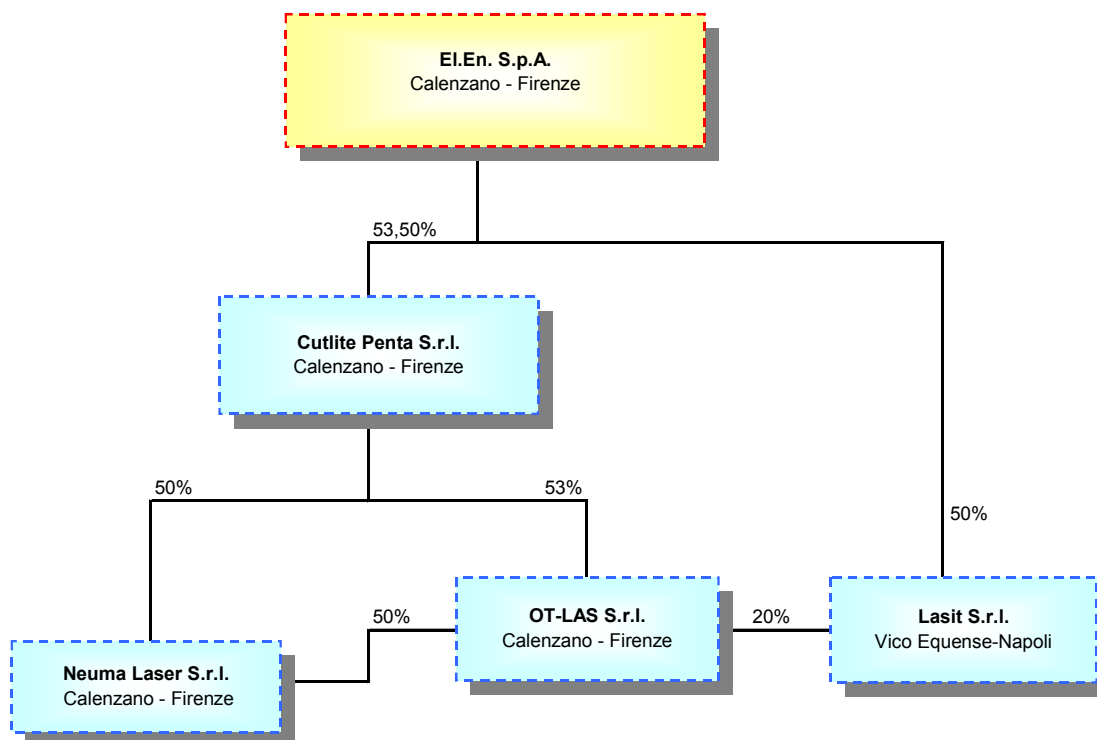 El.En. S.p.A.
Calenzano - Firenze
53,50%
Cutlite Penta S.r.l.
Calenzano - Firenze
50%
53%
50%
OT-LAS S.r.l.
Calenzano - Firenze
50%
20%
Lasit S.r.l.
Vico Equense-Napoli
Neuma Laser S.r.l.
Calenzano - Firenze